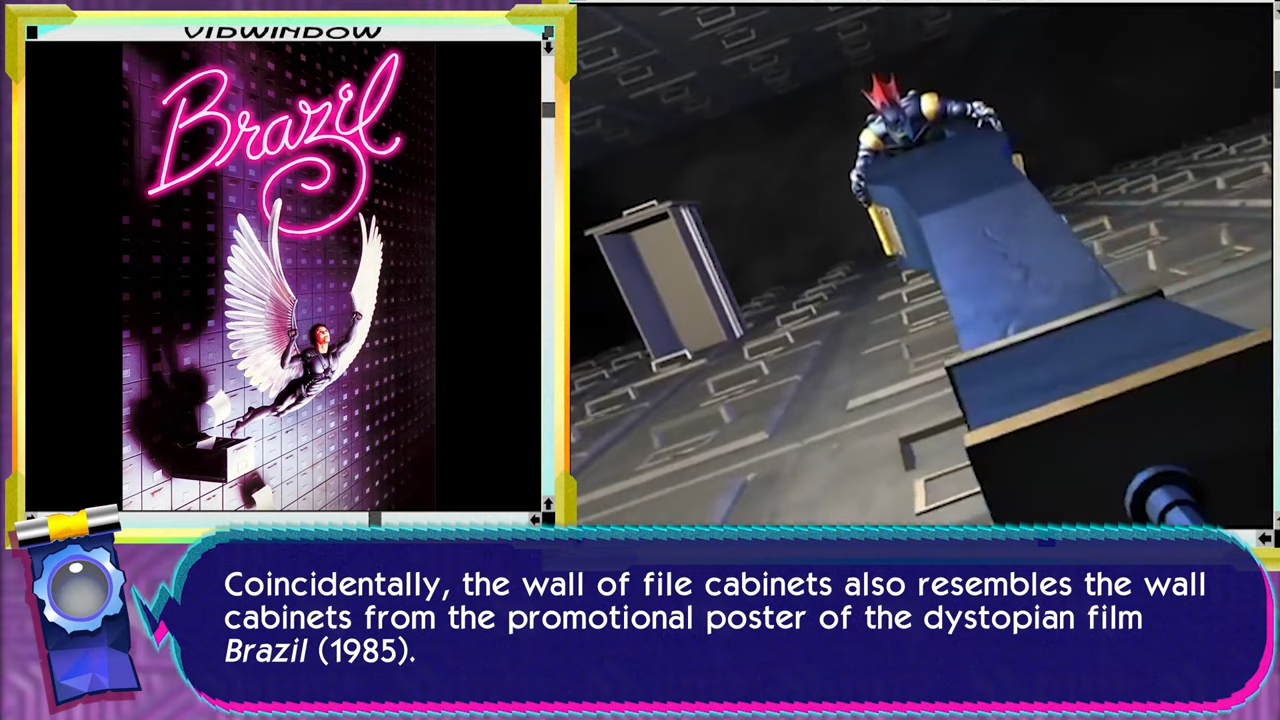 VIDWINDOW
Brazil
Coincidentally, the wall of file cabinets also resembles the wall
cabinets from the promotional poster of the dystopian film
Brazil (1985).